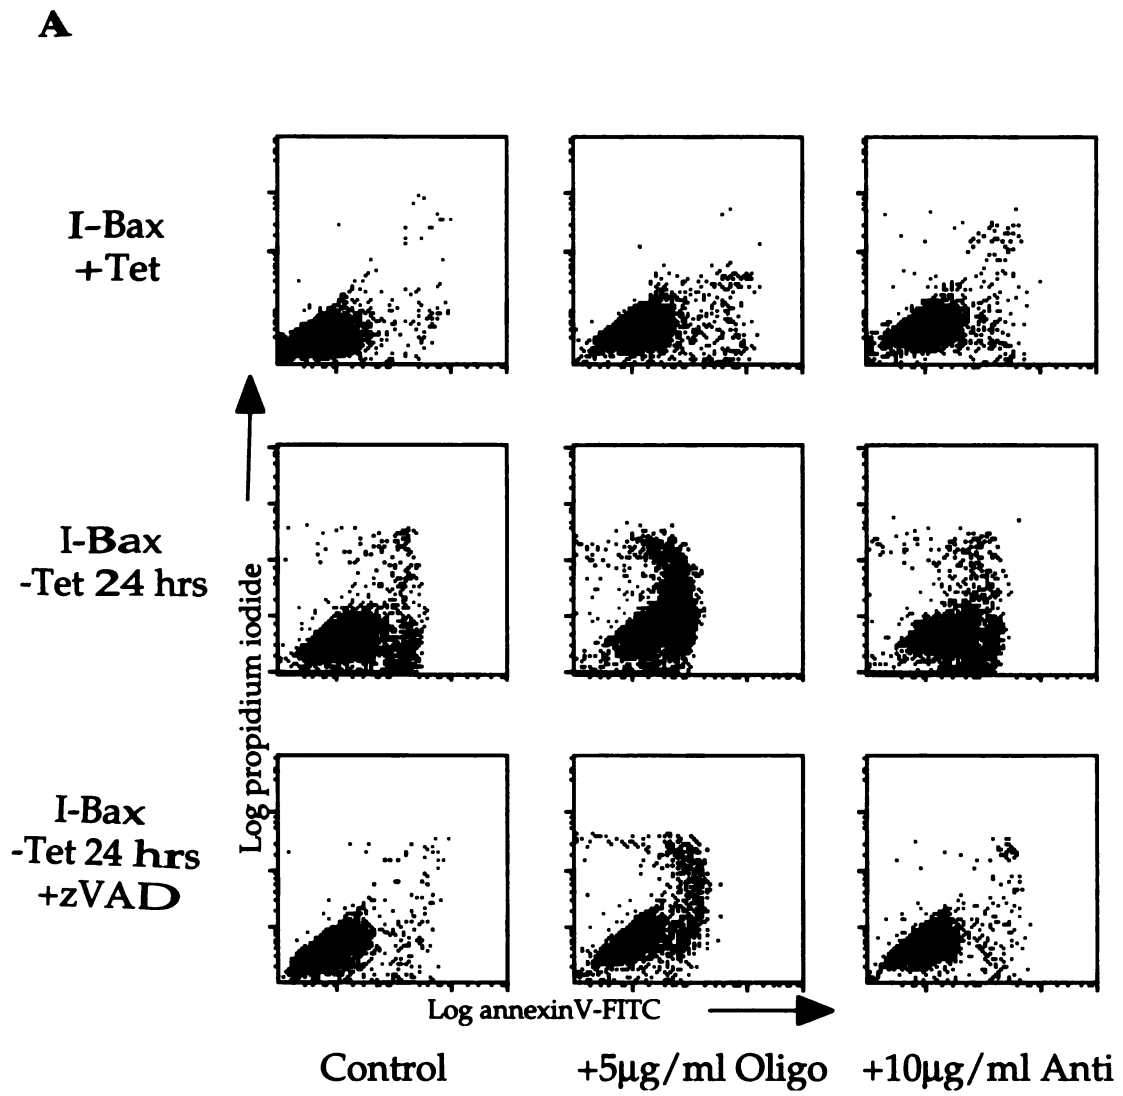 A
I-Bax
+Tet
I-Bax
-Tet 24 hrs
I-Bax
-Tet 24 hrs
+zVAD
Log propidium iodide
Log annexinV-FITC
Control
+5µg/ml Oligo
+10µg/ml Anti